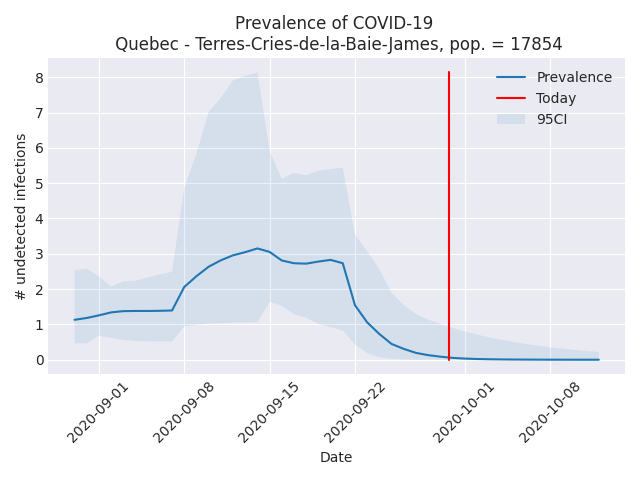 Prevalence of COVID-19
Quebec - Terres-Cries-de-la-Baie-James, pop. = 17854
# undetected infections
8
7
6
5
4
3
2
1
0
Prevalence
Today
95CI
2020-09-01
2020-09-08
2020-09-15
2020-09-22
2020-10-01
2020-10-08
Date